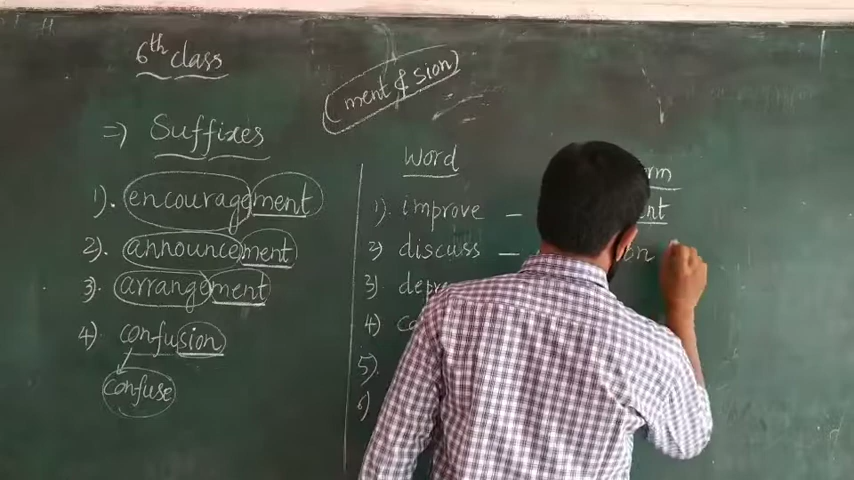 6th class
ment & sion
=> Suffixes
1). encouragement
2). announcement
3). arrangement
4). confusion
confuse
Word
1). improve –
2) discuss –
3)
4)
5).
6)